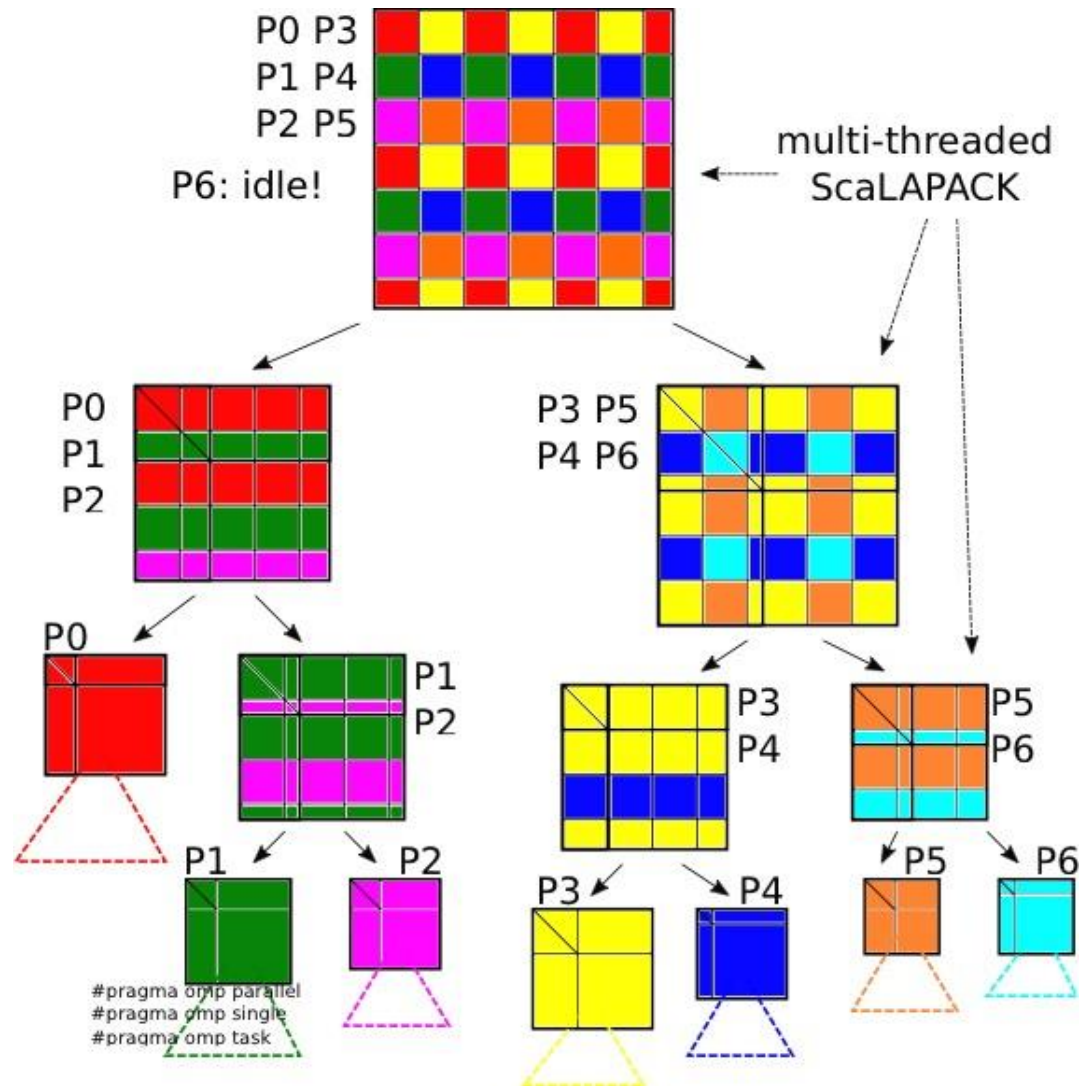 P0 P3
P1 P4
P2 P5
P6: idle!
multi-threaded
ScaLAPACK
P0
P1
P2
P3 P5
P4 P6
P0
P1
P2
P3
P4
P5
P6
P1
P2
P3
P4
P5
P6
#pragma omp parallel
#pragma omp single
#pragma omp task